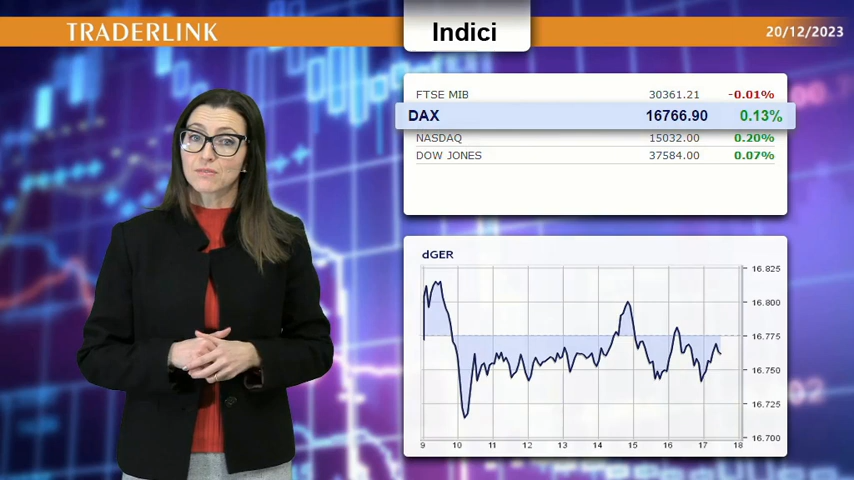 TRADERLINK
Indici
20/12/2023
FTSE MIB 30361.21 -0.01%
DAX 16766.90 0.13%
NASDAQ 15032.00 0.20%
DOW JONES 37584.00 0.07%
dGER
16.825
16.800
16.775
16.750
16.725
16.700
9 10 11 12 13 14 15 16 17 18